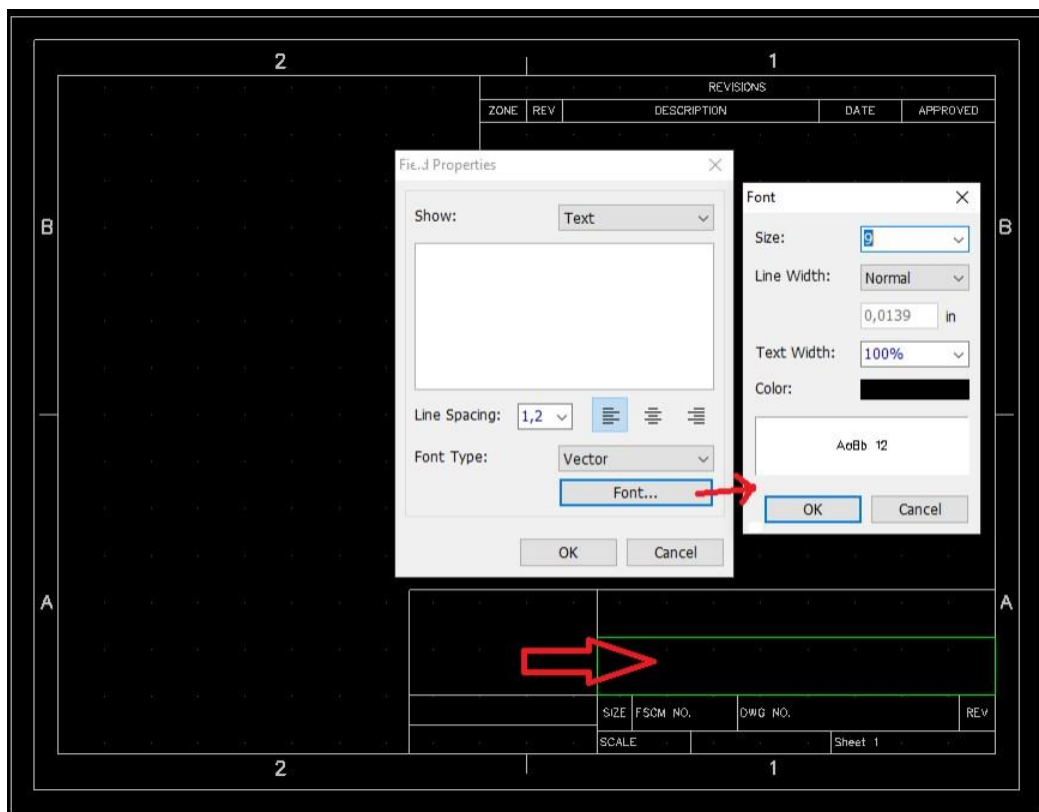 2 1
REVISIONS
ZONE REV DESCRIPTION DATE APPROVED
Field Properties
Show: Text
Line Spacing: 1,2
Font Type: Vector
Font...
OK Cancel
Font
Size: 9
Line Width: Normal
0,0139 in
Text Width: 100%
Color:
AaBb 12
OK Cancel
B B
A A
SIZE FSCM NO. DWG NO. REV
SCALE Sheet 1
2 1